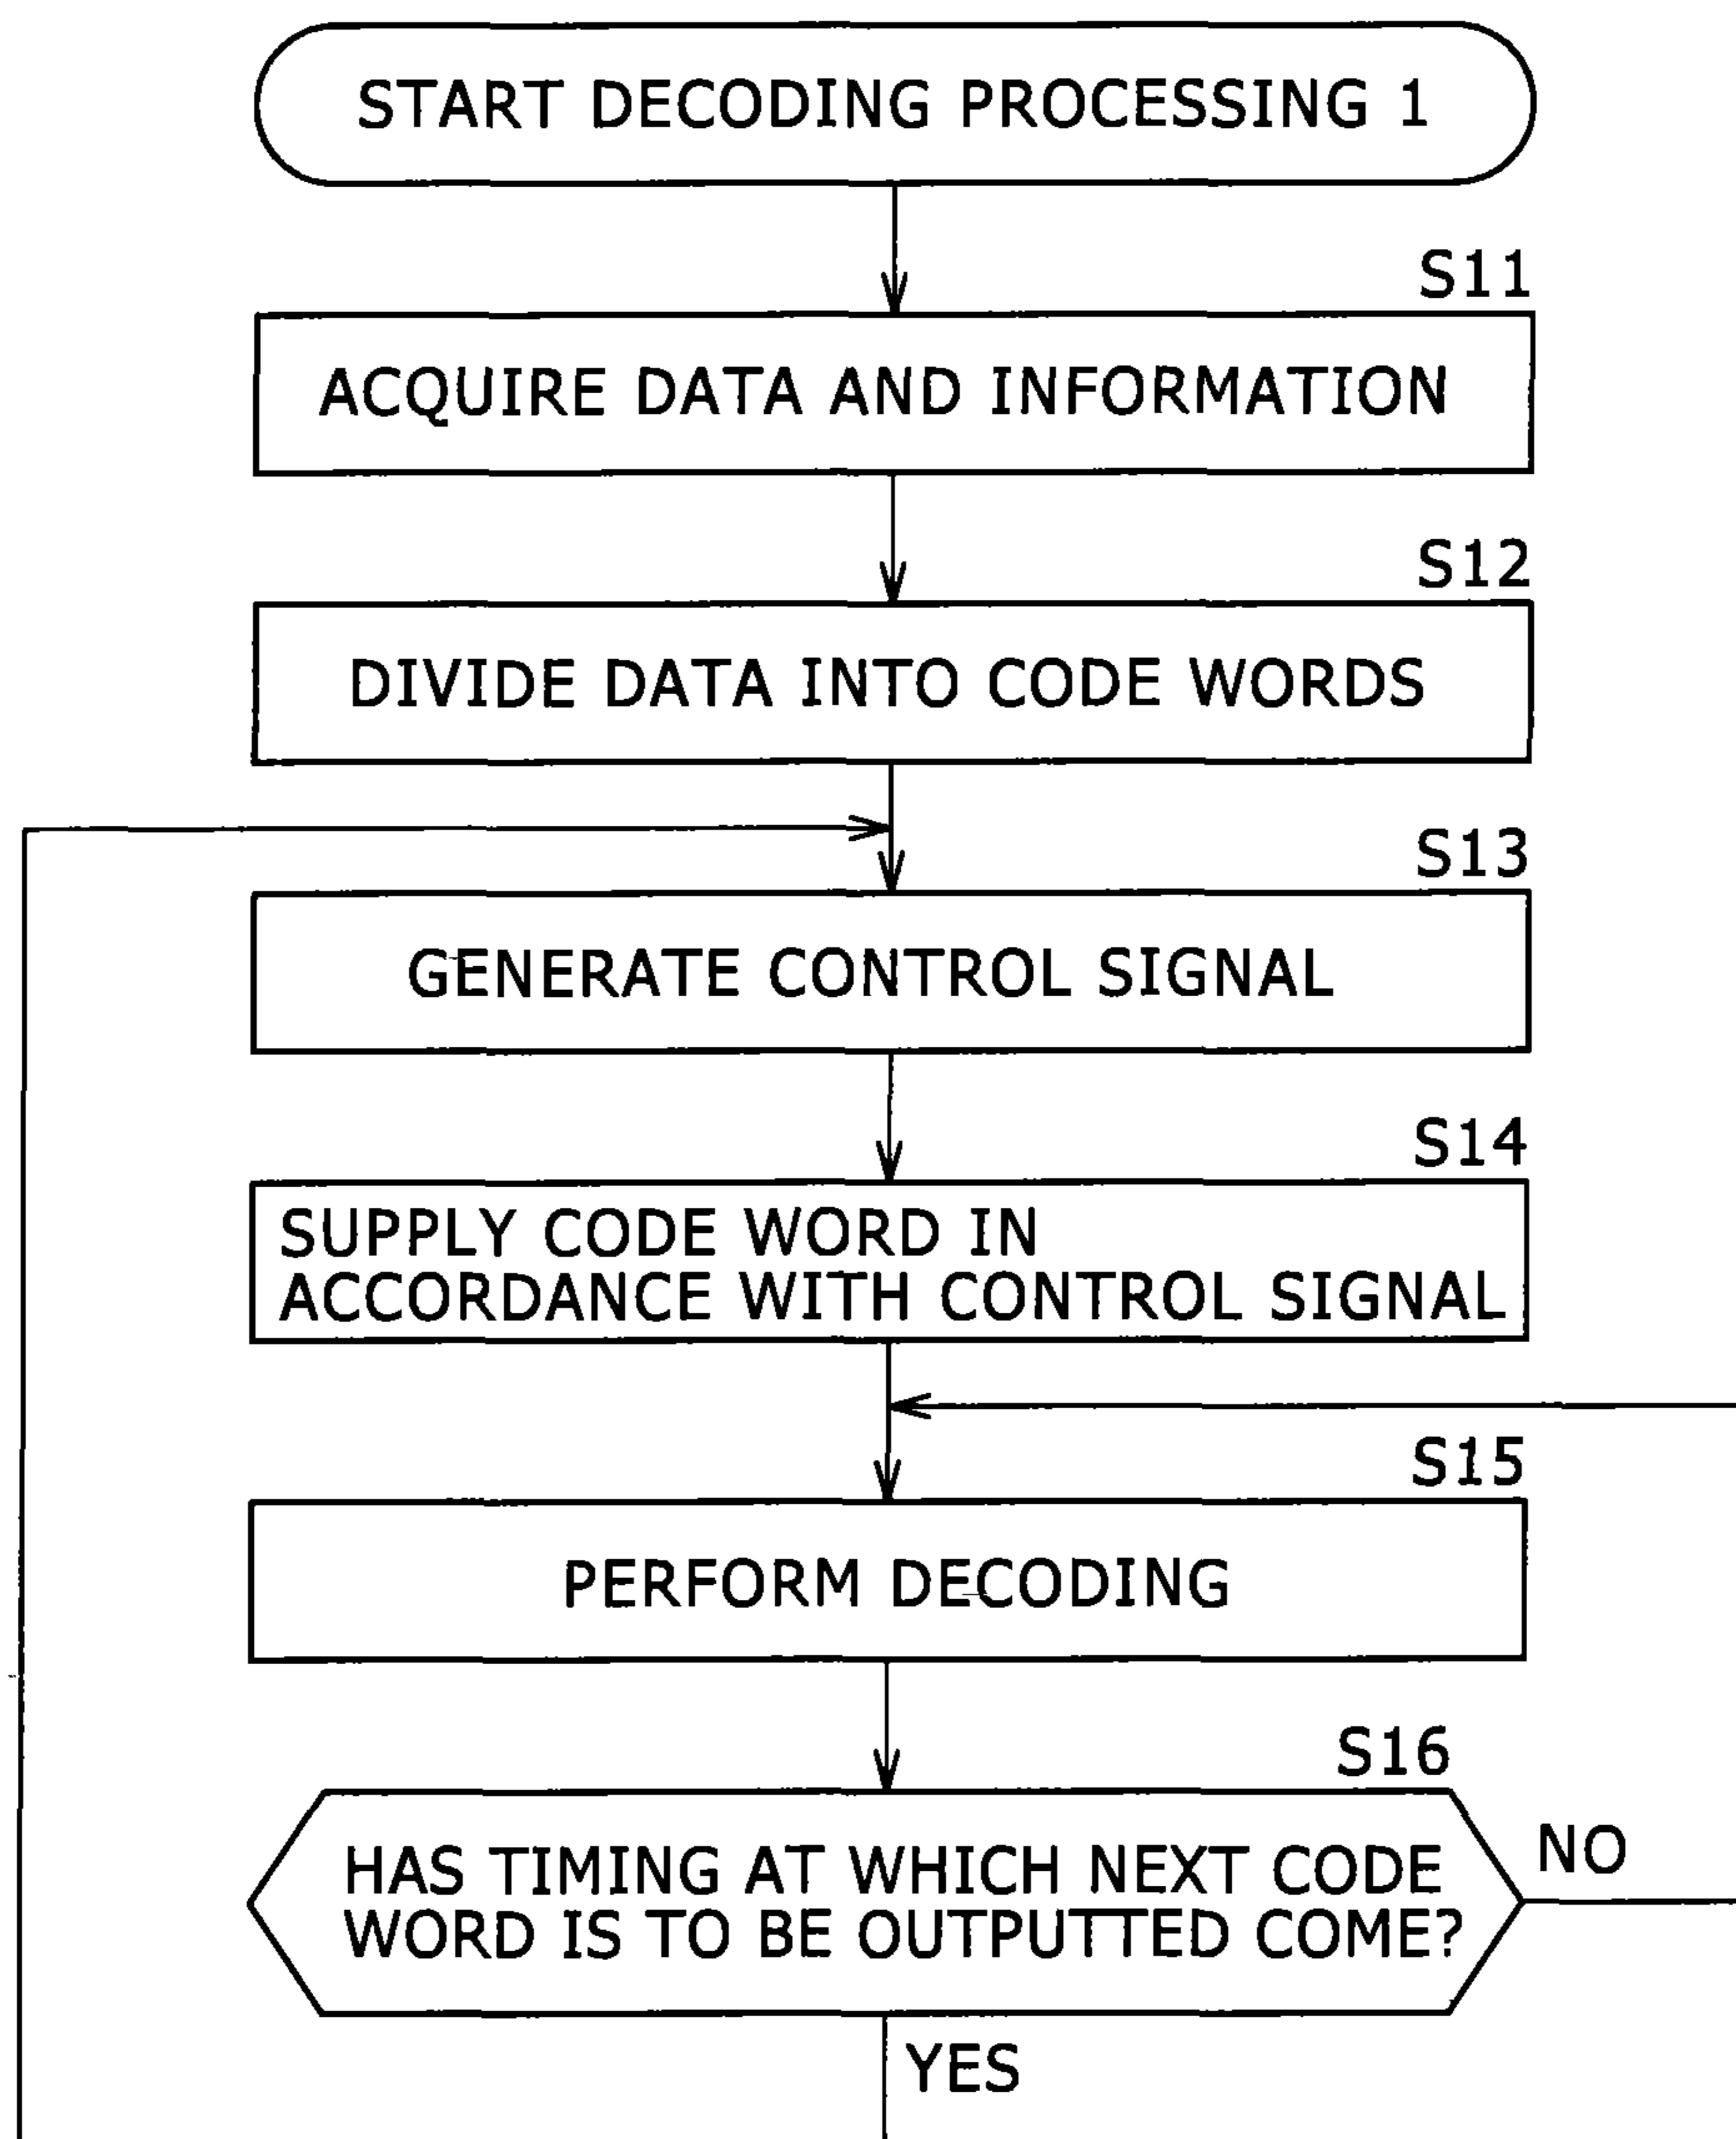 START DECODING PROCESSING 1
S11
ACQUIRE DATA AND INFORMATION
S12
DIVIDE DATA INTO CODE WORDS
S13
GENERATE CONTROL SIGNAL
S14
SUPPLY CODE WORD IN
ACCORDANCE WITH CONTROL SIGNAL
S15
PERFORM DECODING
S16
HAS TIMING AT WHICH NEXT CODE
WORD IS TO BE OUTPUTTED COME?
NO
YES